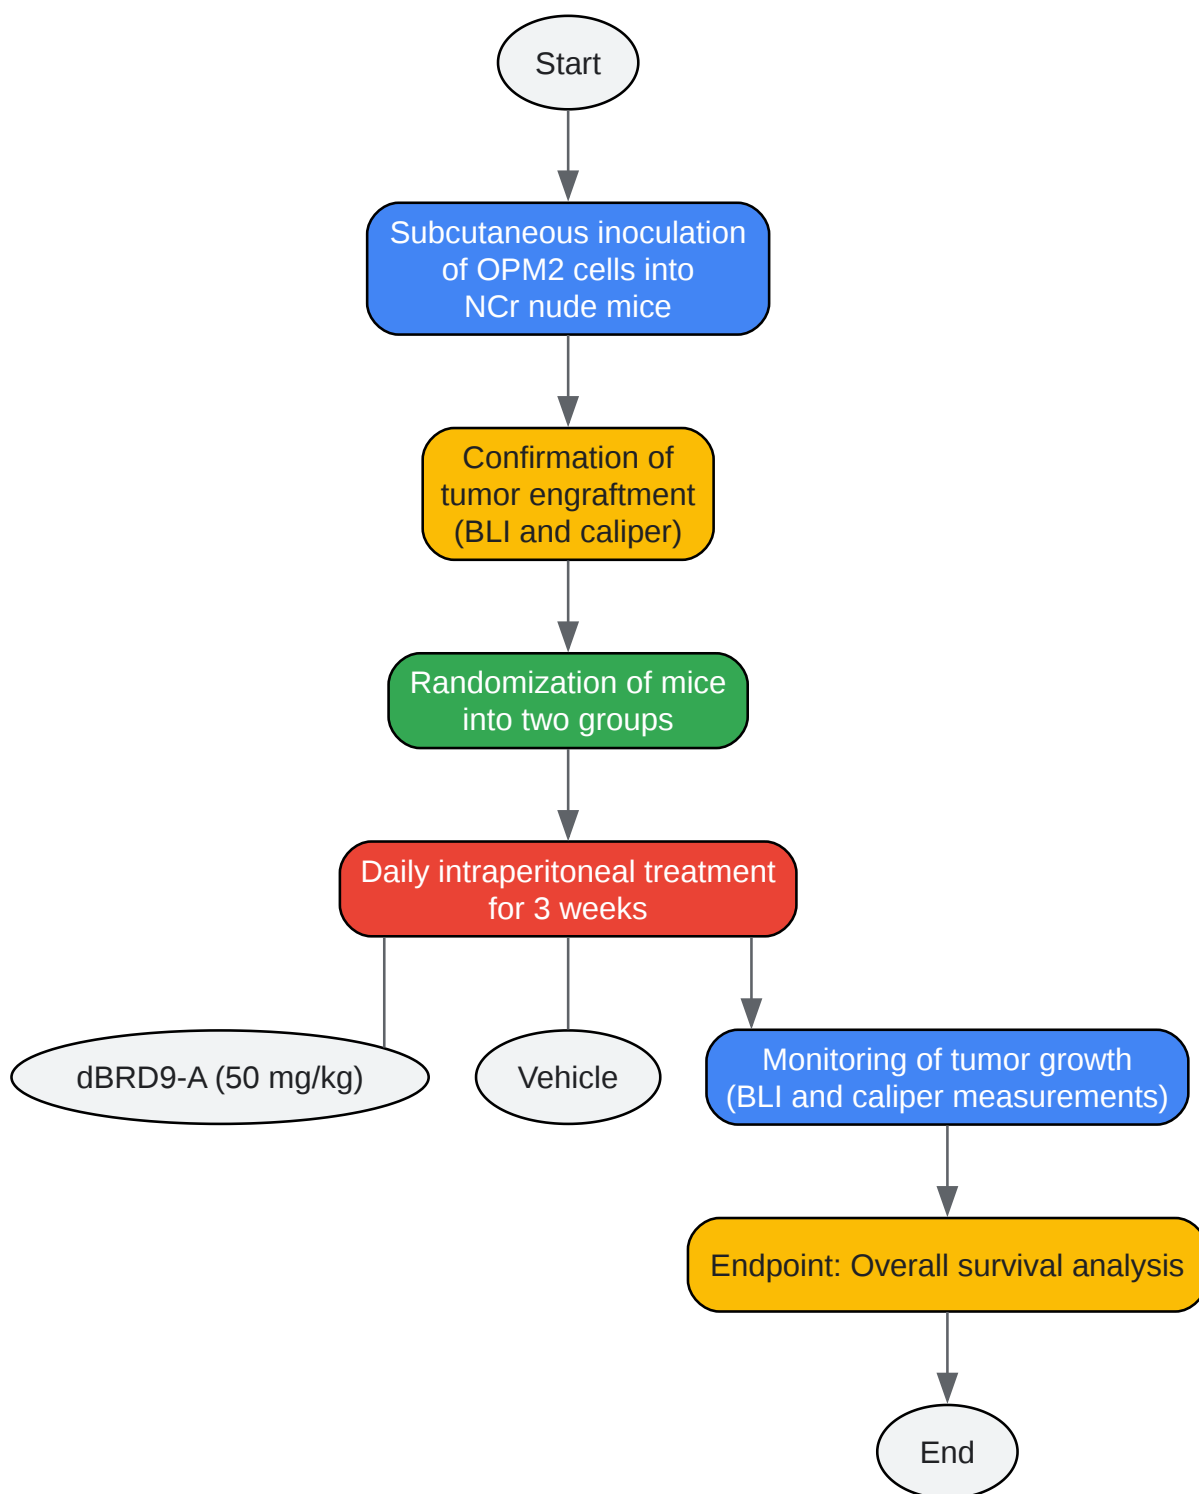 Start
Subcutaneous inoculation
of OPM2 cells into
NCr nude mice
Confirmation of
tumor engraftment
(BLI and caliper)
Randomization of mice
into two groups
Daily intraperitoneal treatment
for 3 weeks
dBRD9-A (50 mg/kg)
Vehicle
Monitoring of tumor growth
(BLI and caliper measurements)
Endpoint: Overall survival analysis
End